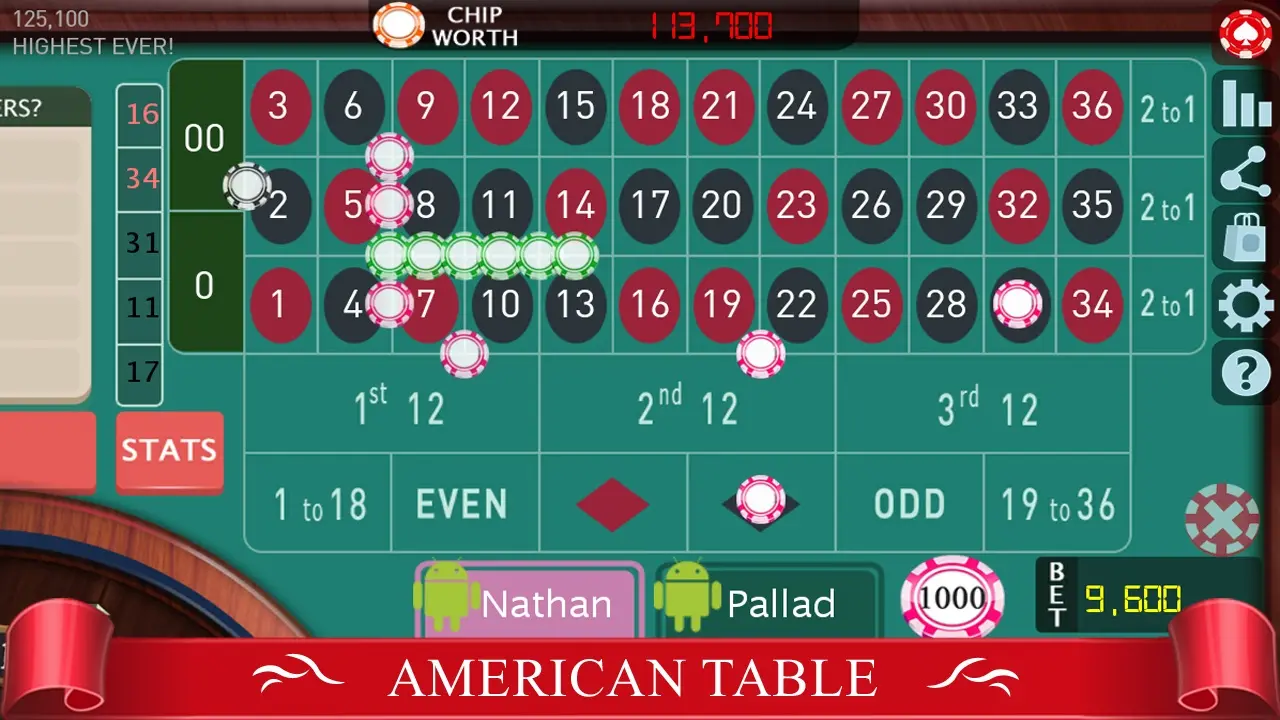 125,100
HIGHEST EVER!
CHIP
WORTH
113,700
ERS?
16
34
31
11
17
STATS
00
0
3 6 9 12 15 18 21 24 27 30 33 36 2 to 1
2 5 8 11 14 17 20 23 26 29 32 35 2 to 1
1 4 7 10 13 16 19 22 25 28 34 2 to 1
1st 12
2nd 12
3rd 12
1 to 18
EVEN
ODD
19 to 36
?
Nathan
Pallad
1000
BET
9,600
AMERICAN TABLE